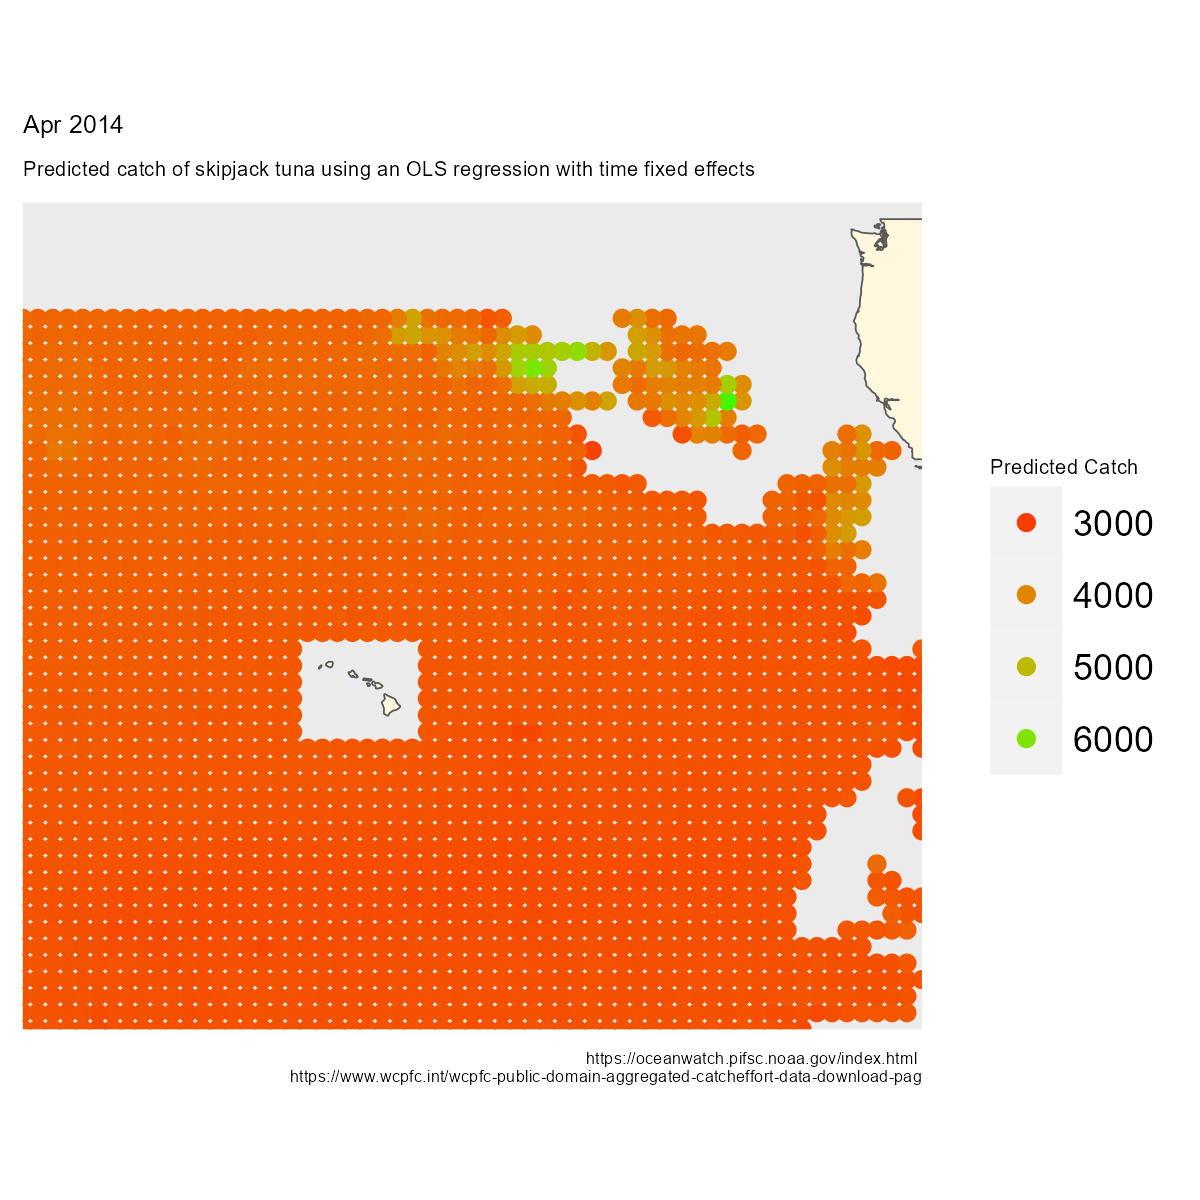 Apr 2014
Predicted catch of skipjack tuna using an OLS regression with time fixed effects
Predicted Catch
3000
4000
5000
6000
https://oceanwatch.pifsc.noaa.gov/index.html
https://www.wcpfc.int/wcpfc-public-domain-aggregated-catcheffort-data-download-pag